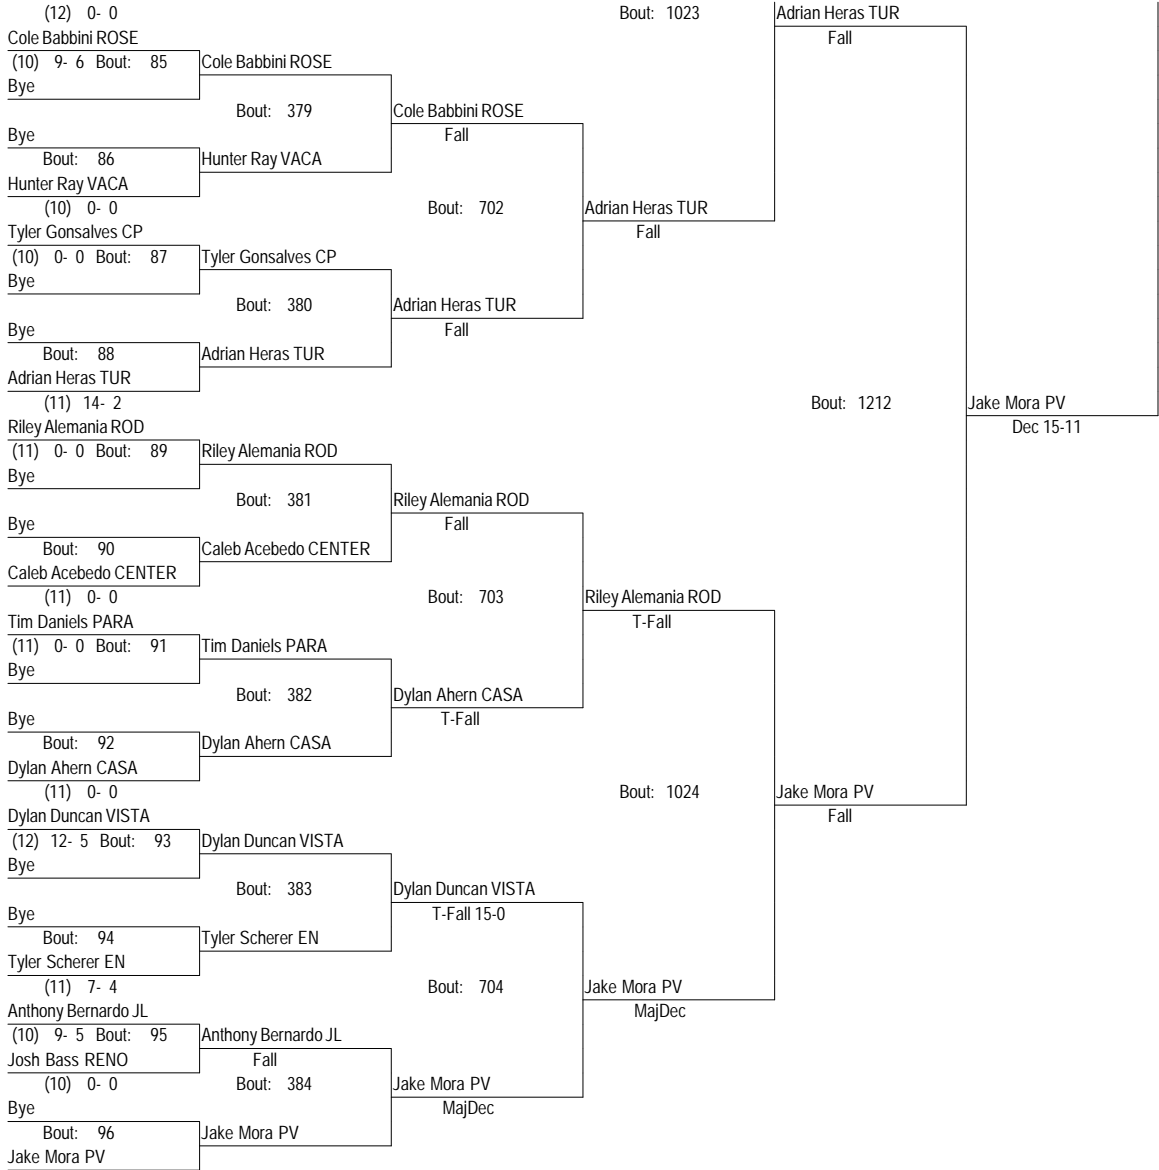 (12) 0- 0 Bout: 1023 Adrian Heras TUR
Cole Babbini ROSE Fall
(10) 9- 6 Bout: 85 Cole Babbini ROSE
Bye
Bout: 379 Cole Babbini ROSE
Bye Fall
Bout: 86 Hunter Ray VACA
Hunter Ray VACA
(10) 0- 0 Bout: 702 Adrian Heras TUR
Tyler Gonsalves CP Fall
(10) 0- 0 Bout: 87 Tyler Gonsalves CP
Bye
Bout: 380 Adrian Heras TUR
Bye Fall
Bout: 88 Adrian Heras TUR
Adrian Heras TUR
(11) 14- 2 Bout: 1212 Jake Mora PV
Riley Alemania ROD Dec 15-11
(11) 0- 0 Bout: 89 Riley Alemania ROD
Bye
Bout: 381 Riley Alemania ROD
Bye Fall
Bout: 90 Caleb Acebedo CENTER
Caleb Acebedo CENTER
(11) 0- 0 Bout: 703 Riley Alemania ROD
Tim Daniels PARA T-Fall
(11) 0- 0 Bout: 91 Tim Daniels PARA
Bye
Bout: 382 Dylan Ahern CASA
Bye T-Fall
Bout: 92 Dylan Ahern CASA
Dylan Ahern CASA
(11) 0- 0 Bout: 1024 Jake Mora PV
Dylan Duncan VISTA Fall
(12) 12- 5 Bout: 93 Dylan Duncan VISTA
Bye
Bout: 383 Dylan Duncan VISTA
Bye T-Fall 15-0
Bout: 94 Tyler Scherer EN
Tyler Scherer EN
(11) 7- 4 Bout: 704 Jake Mora PV
Anthony Bernardo JL MajDec
(10) 9- 5 Bout: 95 Anthony Bernardo JL
Josh Bass RENO Fall
(10) 0- 0 Bout: 384 Jake Mora PV
Bye MajDec
Bout: 96 Jake Mora PV
Jake Mora PV